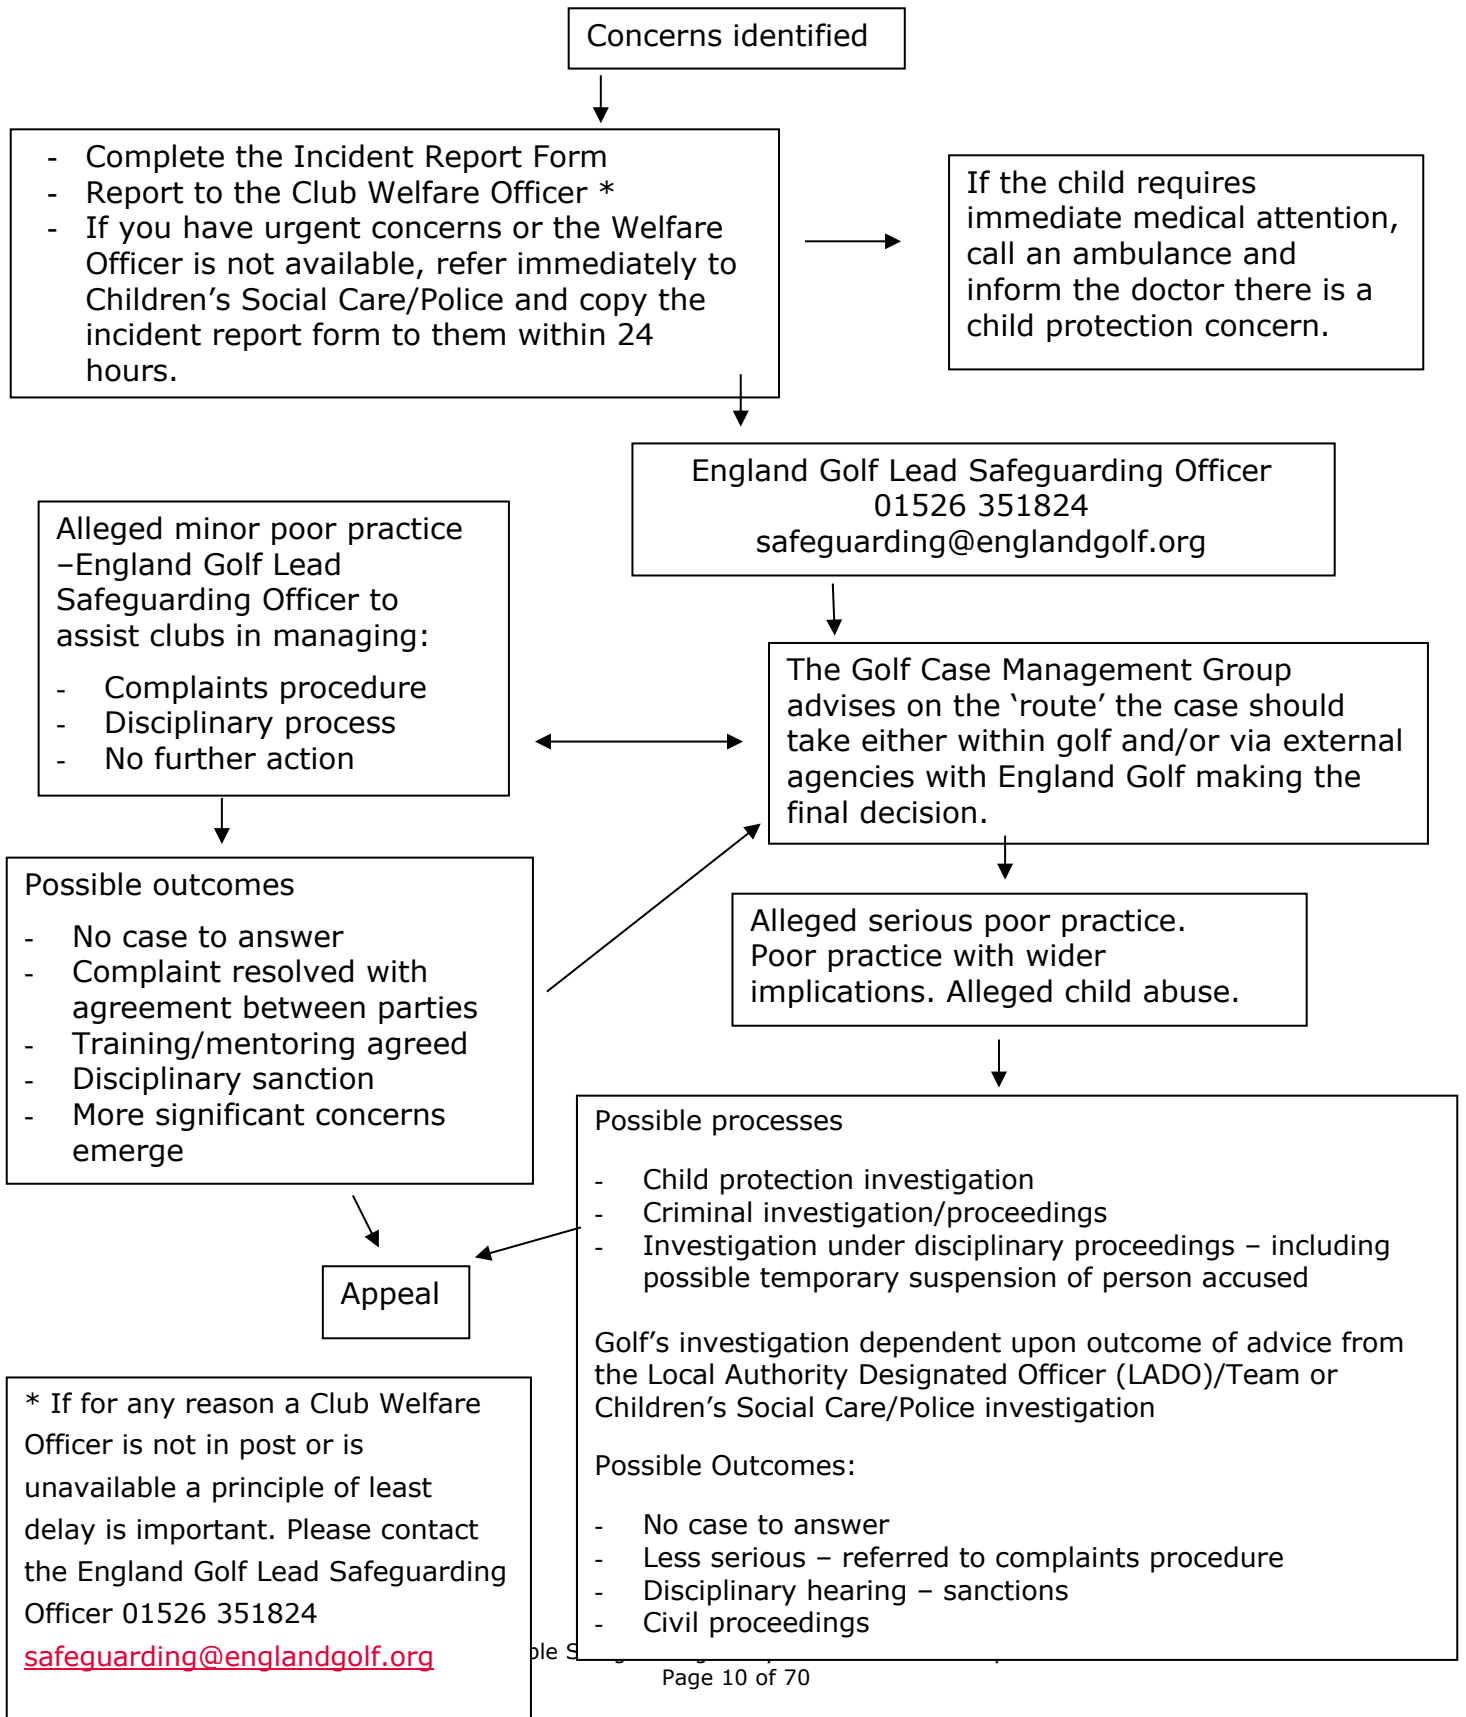 Concerns identified
- Complete the Incident Report Form
- Report to the Club Welfare Officer *
- If you have urgent concerns or the Welfare
Officer is not available, refer immediately to
Children’s Social Care/Police and copy the
incident report form to them within 24
hours.
If the child requires
immediate medical attention,
call an ambulance and
inform the doctor there is a
child protection concern.
England Golf Lead Safeguarding Officer
01526 351824
safeguarding@englandgolf.org
Alleged minor poor practice
–England Golf Lead
Safeguarding Officer to
assist clubs in managing:
- Complaints procedure
- Disciplinary process
- No further action
The Golf Case Management Group
advises on the ‘route’ the case should
take either within golf and/or via external
agencies with England Golf making the
final decision.
Possible outcomes
- No case to answer
- Complaint resolved with
agreement between parties
- Training/mentoring agreed
- Disciplinary sanction
- More significant concerns
emerge
Alleged serious poor practice.
Poor practice with wider
implications. Alleged child abuse.
Possible processes
- Child protection investigation
- Criminal investigation/proceedings
- Investigation under disciplinary proceedings – including
possible temporary suspension of person accused
Golf’s investigation dependent upon outcome of advice from
the Local Authority Designated Officer (LADO)/Team or
Children’s Social Care/Police investigation
Possible Outcomes:
- No case to answer
- Less serious – referred to complaints procedure
- Disciplinary hearing – sanctions
- Civil proceedings
Appeal
* If for any reason a Club Welfare
Officer is not in post or is
unavailable a principle of least
delay is important. Please contact
the England Golf Lead Safeguarding
Officer 01526 351824
safeguarding@englandgolf.org
Page 10 of 70